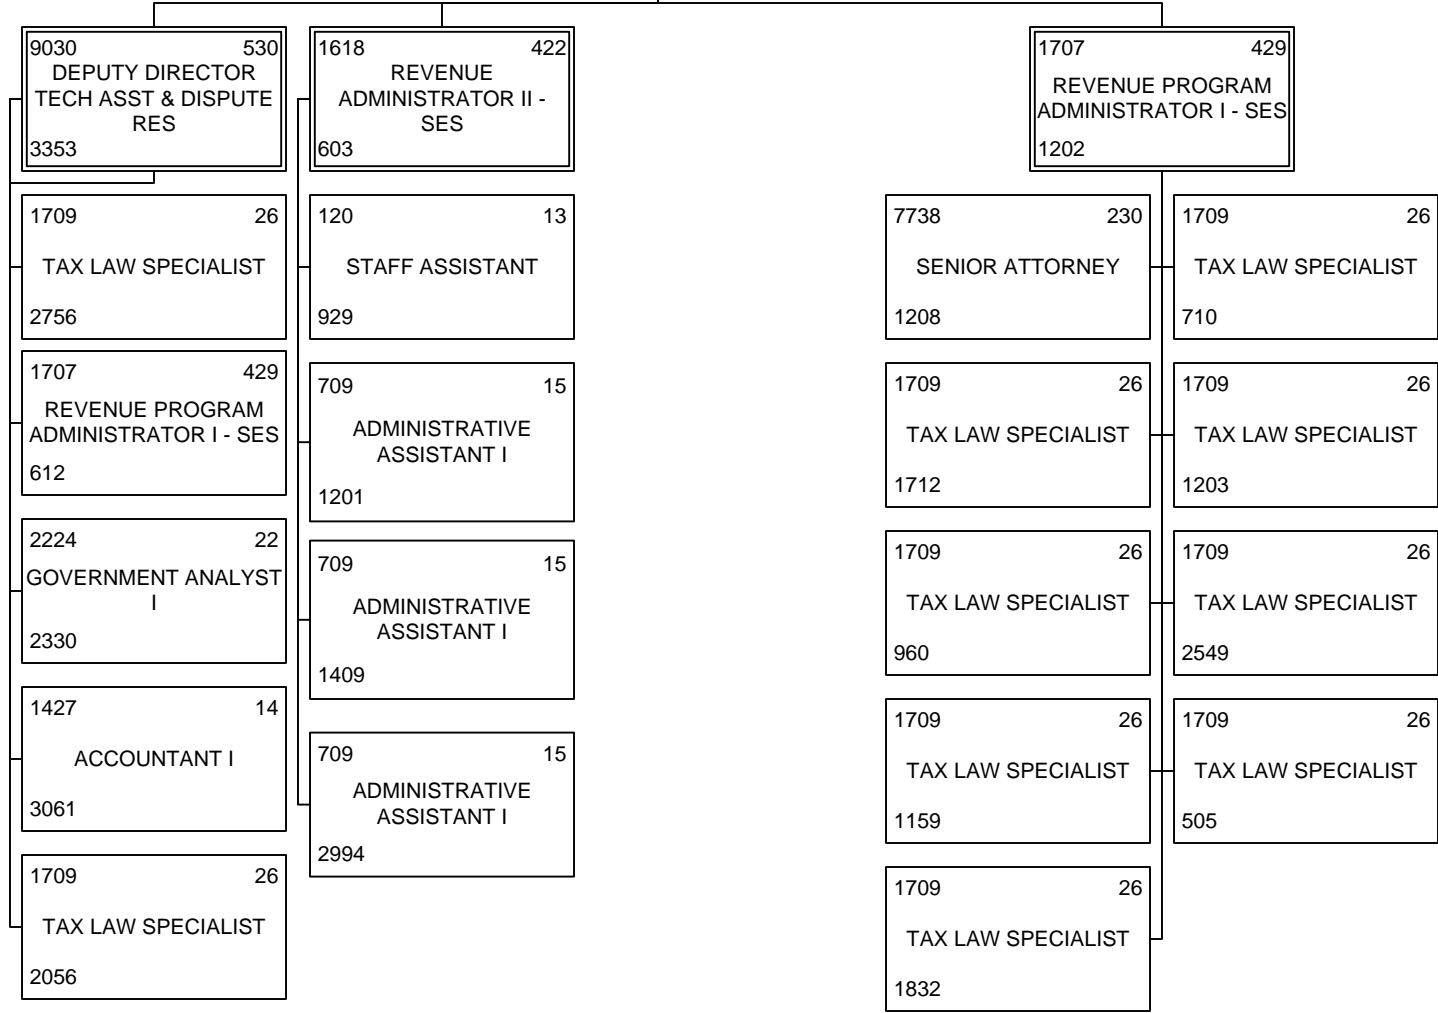 9030 530
DEPUTY DIRECTOR
TECH ASST & DISPUTE
RES
3353
1709 26
TAX LAW SPECIALIST
2756
1707 429
REVENUE PROGRAM
ADMINISTRATOR I - SES
612
2224 22
GOVERNMENT ANALYST
I
2330
1427 14
ACCOUNTANT I
3061
1709 26
TAX LAW SPECIALIST
2056
1618 422
REVENUE
ADMINISTRATOR II -
SES
603
120 13
STAFF ASSISTANT
929
709 15
ADMINISTRATIVE
ASSISTANT I
1201
709 15
ADMINISTRATIVE
ASSISTANT I
1409
709 15
ADMINISTRATIVE
ASSISTANT I
2994
1707 429
REVENUE PROGRAM
ADMINISTRATOR I - SES
1202
7738 230
SENIOR ATTORNEY
1208
1709 26
TAX LAW SPECIALIST
710
1709 26
TAX LAW SPECIALIST
1712
1709 26
TAX LAW SPECIALIST
1203
1709 26
TAX LAW SPECIALIST
960
1709 26
TAX LAW SPECIALIST
2549
1709 26
TAX LAW SPECIALIST
1159
1709 26
TAX LAW SPECIALIST
505
1709 26
TAX LAW SPECIALIST
1832